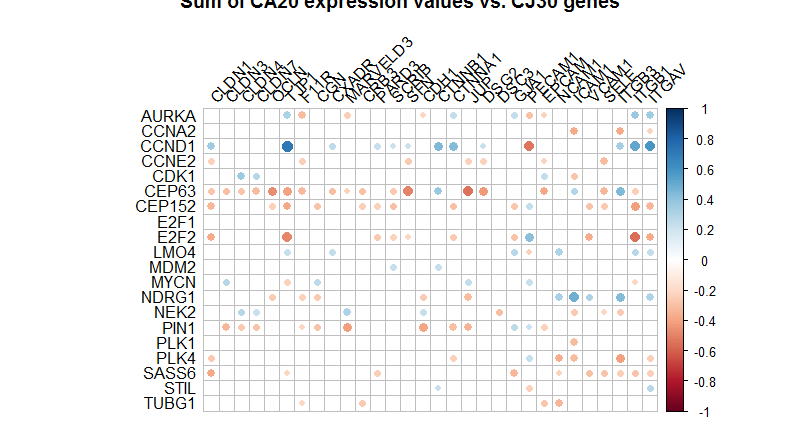 Sum of CA20 expression values vs. CJ30 genes
CLDN1
CLDN3
CLDN4
CLDN7
OCLN
TJP1
F11R
CGN
CXADR
MARVELD3
CRB3
PARD3
SCRIB
SFN
CDH1
CTNNB1
CTNNA1
JUP
DSG2
DSC3
GJA1
PECAM1
EPCAM
NCAM1
ICAM1
VCAM1
SELE
ITGB3
ITGB1
ITGAV
AURKA
CCNA2
CCND1
CCNE2
CDK1
CEP63
CEP152
E2F1
E2F2
LMO4
MDM2
MYCN
NDRG1
NEK2
PIN1
PLK1
PLK4
SASS6
STIL
TUBG1
1
0.8
0.6
0.4
0.2
0
-0.2
-0.4
-0.6
-0.8
-1